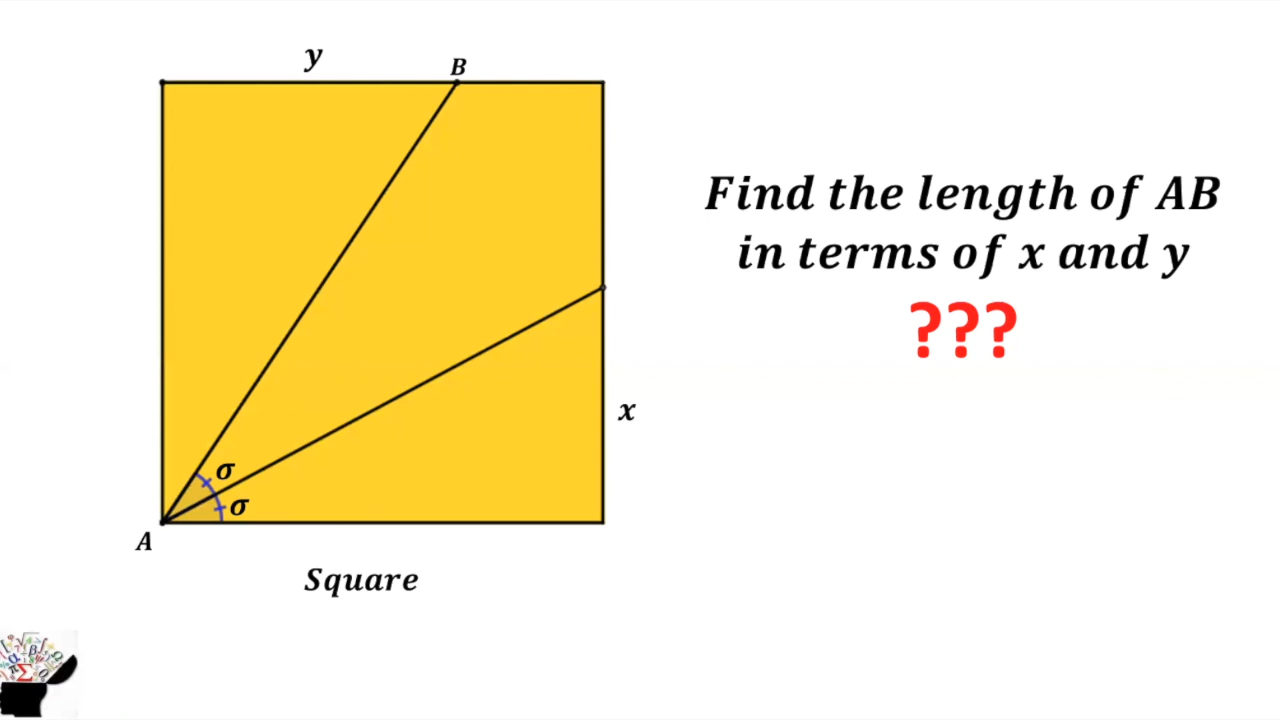 y
B
Find the length of AB
in terms of x and y
???
x
σ
σ
A
Square